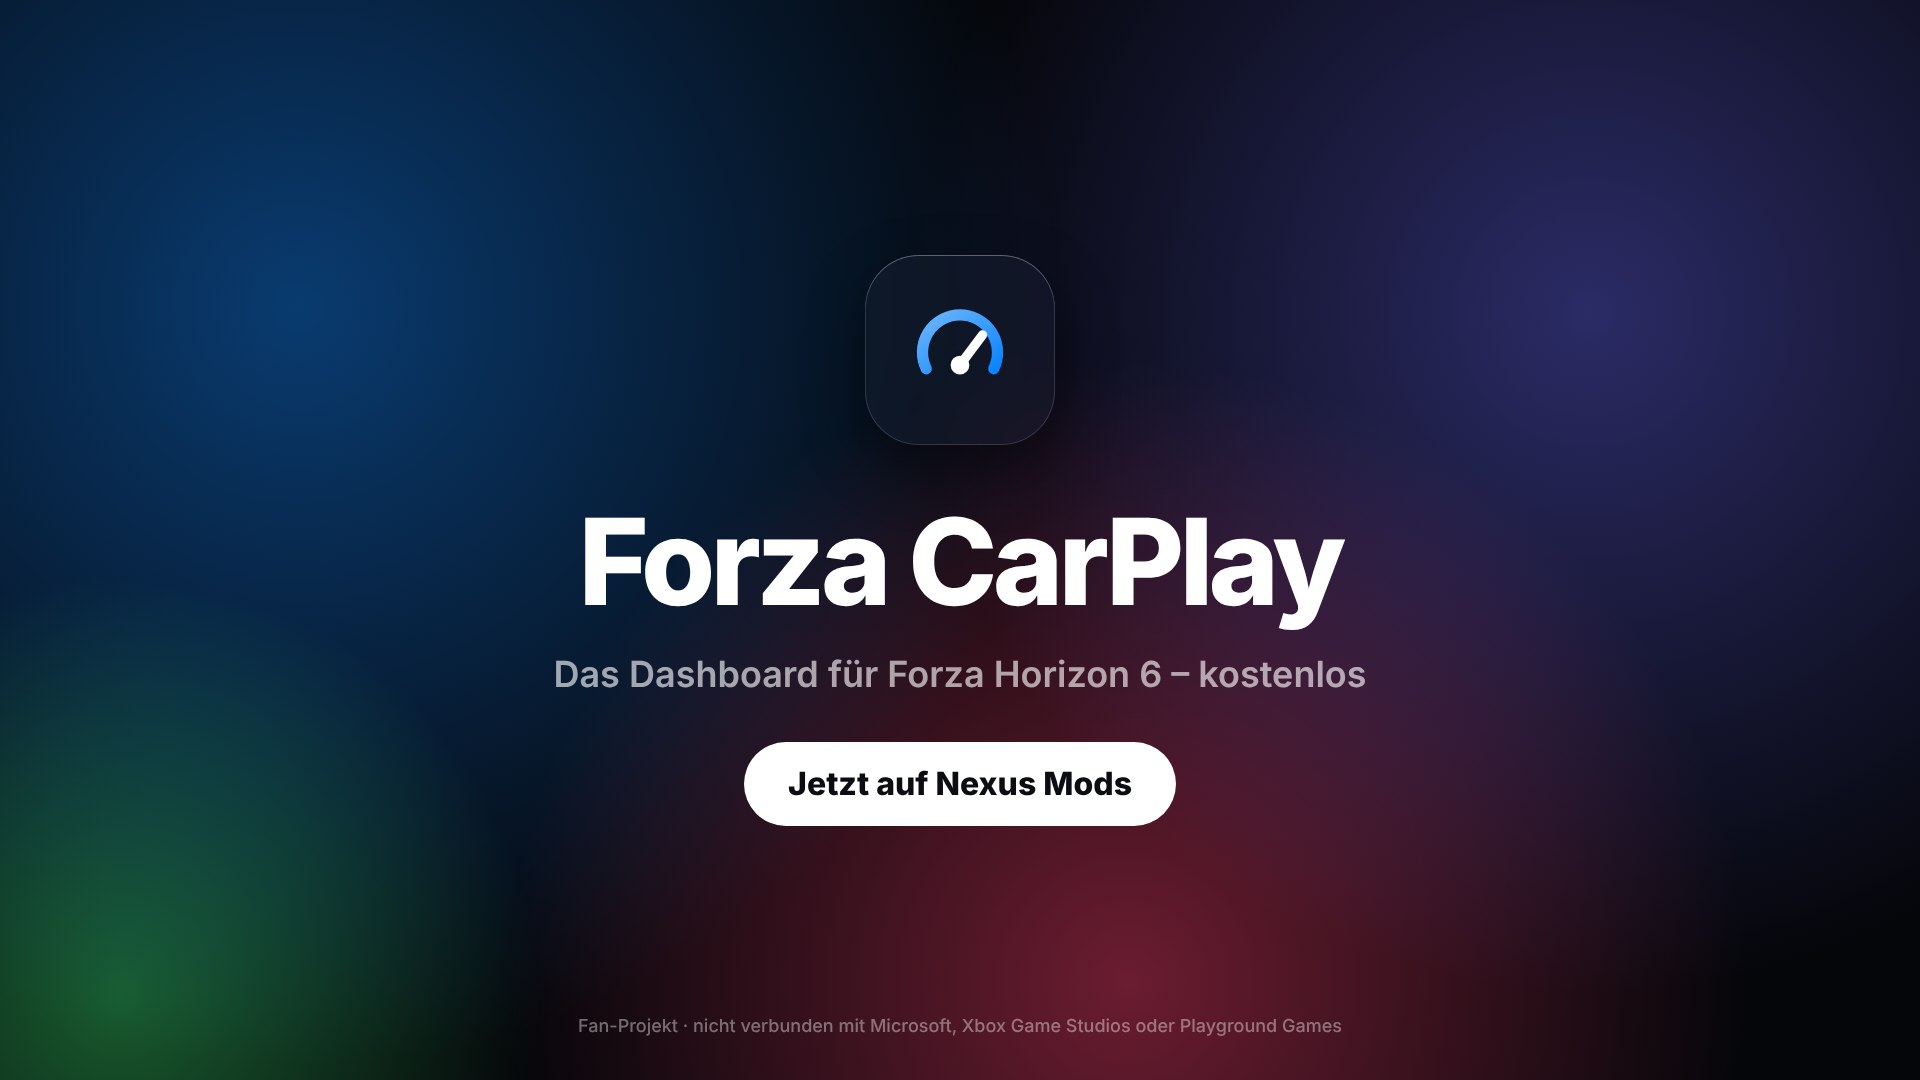 Forza CarPlay
Das Dashboard für Forza Horizon 6 – kostenlos
Jetzt auf Nexus Mods
Fan-Projekt · nicht verbunden mit Microsoft, Xbox Game Studios oder Playground Games